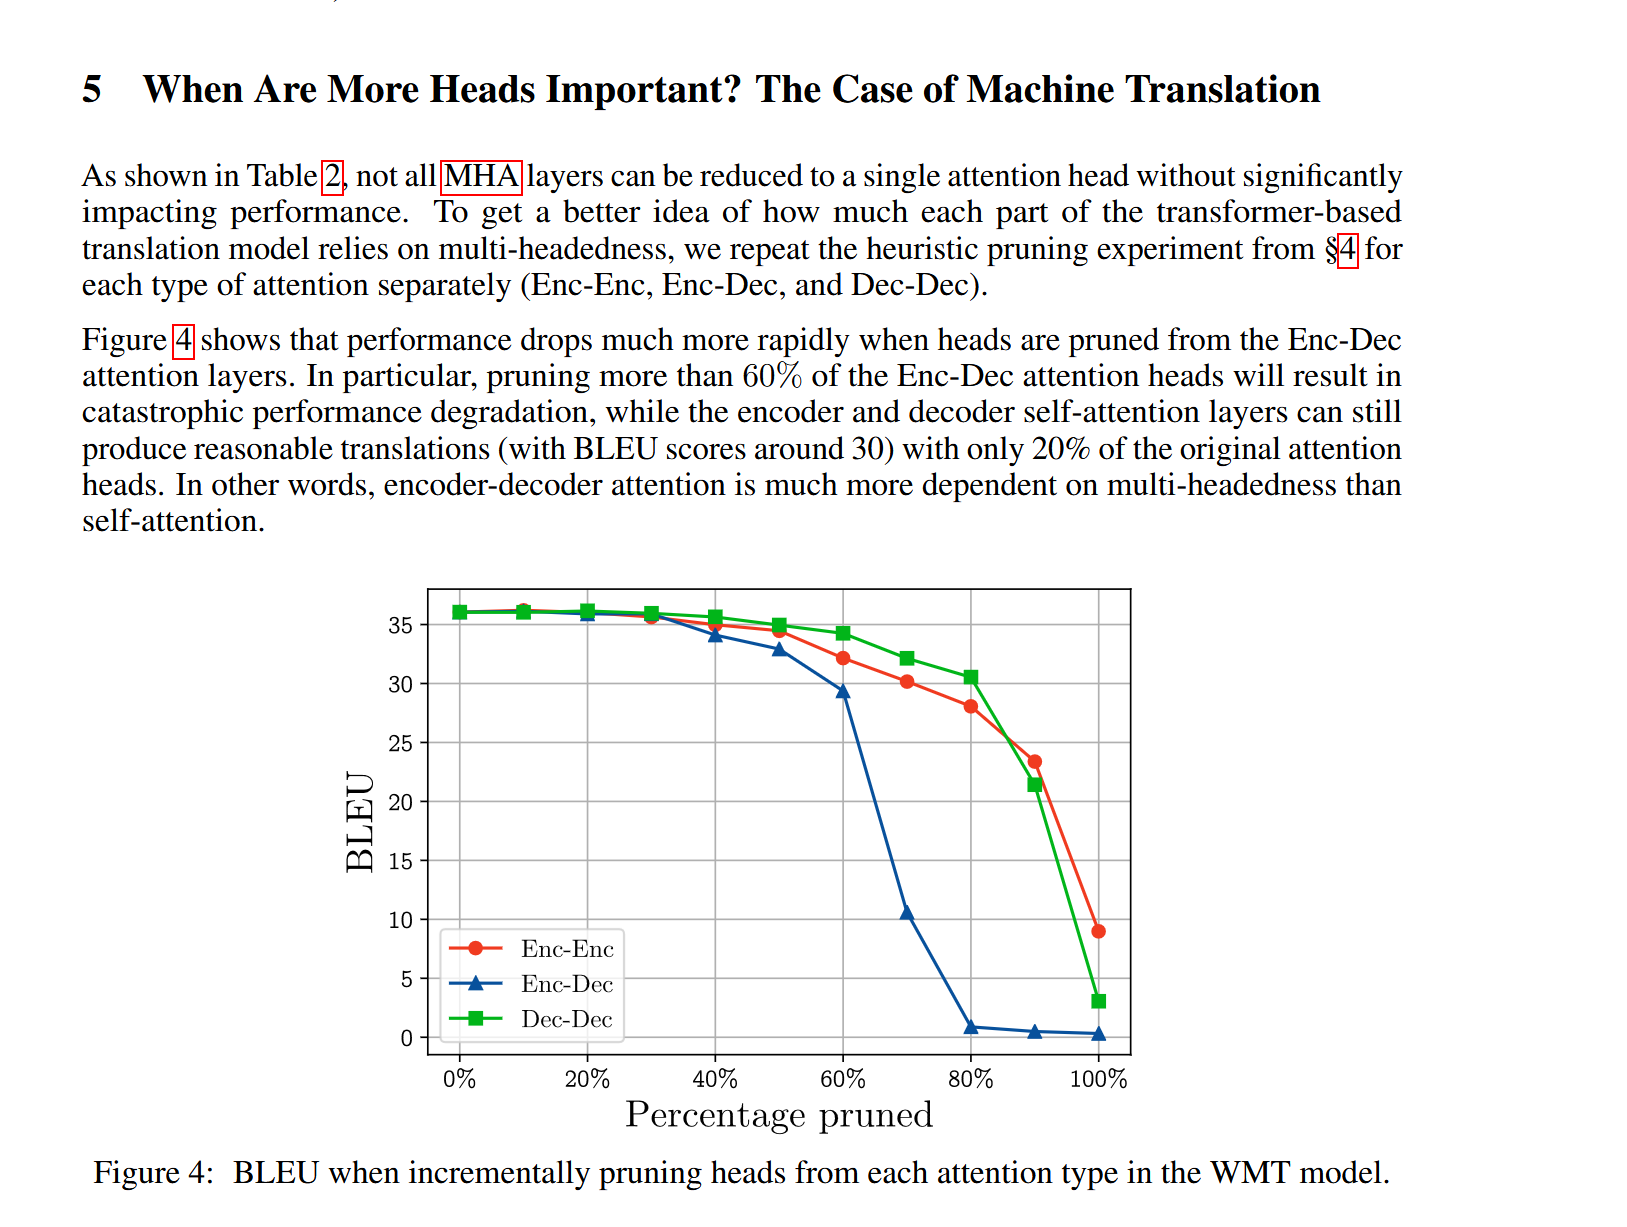 5 When Are More Heads Important? The Case of Machine Translation
As shown in Table 2, not all MHA layers can be reduced to a single attention head without significantly
impacting performance. To get a better idea of how much each part of the transformer-based
translation model relies on multi-headedness, we repeat the heuristic pruning experiment from §4 for
each type of attention separately (Enc-Enc, Enc-Dec, and Dec-Dec).
Figure 4 shows that performance drops much more rapidly when heads are pruned from the Enc-Dec
attention layers. In particular, pruning more than 60% of the Enc-Dec attention heads will result in
catastrophic performance degradation, while the encoder and decoder self-attention layers can still
produce reasonable translations (with BLEU scores around 30) with only 20% of the original attention
heads. In other words, encoder-decoder attention is much more dependent on multi-headedness than
self-attention.
35
30
25
20
15
10
5
0
BLEU
Enc-Enc
Enc-Dec
Dec-Dec
0% 20% 40% 60% 80% 100%
Percentage pruned
Figure 4: BLEU when incrementally pruning heads from each attention type in the WMT model.